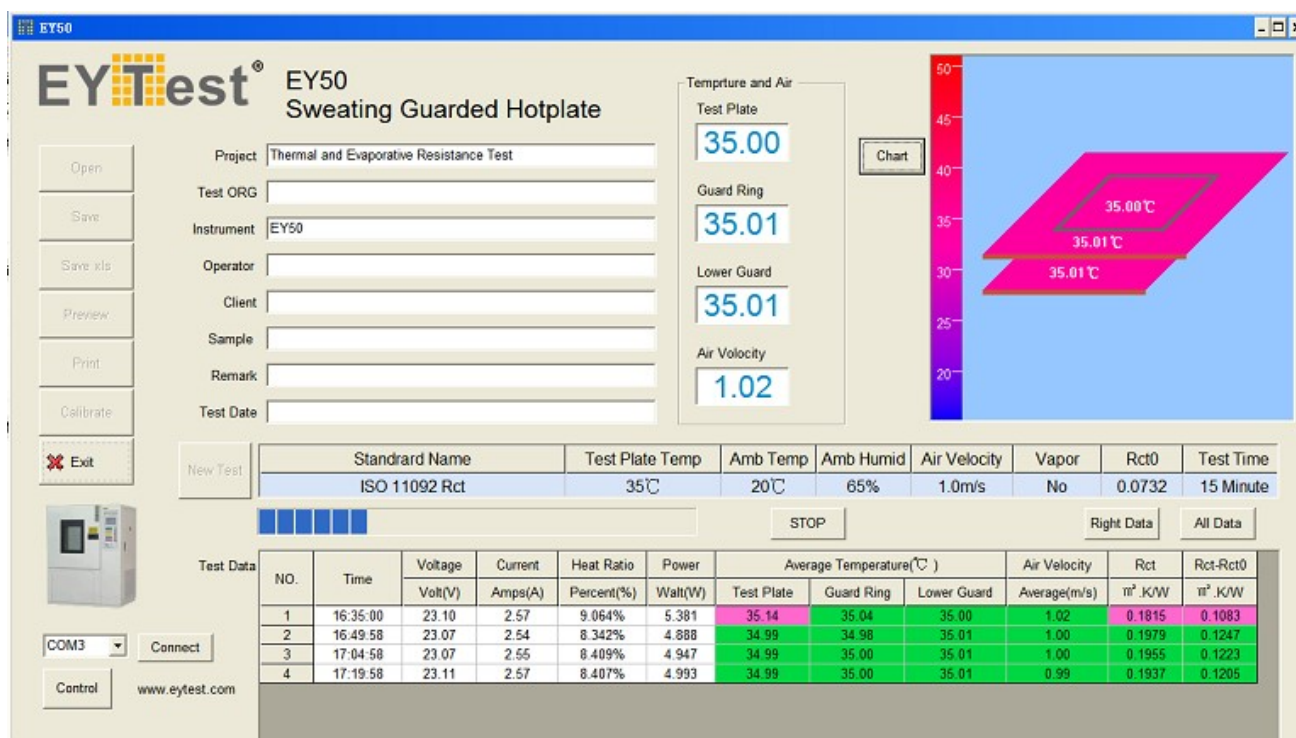 EY50
EYTest®
EY50
Sweating Guarded Hotplate
Open
Save
Save xls
Preview
Print
Calibrate
Exit
Project Thermal and Evaporative Resistance Test
Test ORG
Instrument EY50
Operator
Client
Sample
Remark
Test Date
Temprture and Air
Test Plate
35.00
Guard Ring
35.01
Lower Guard
35.01
Air Volocity
1.02
Chart
50
45
40
35
30
25
20
35.00℃
35.01℃
35.01℃
New Test
Standrard Name Test Plate Temp Amb Temp Amb Humid Air Velocity Vapor Rct0 Test Time
ISO 11092 Rct 35℃ 20℃ 65% 1.0m/s No 0.0732 15 Minute
STOP Right Data All Data
Test Data
NO. Time Voltage Current Heat Ratio Power Average Temperature(℃ ) Air Velocity Rct Rct-Rct0
Volt(V) Amps(A) Percent(%) Walt(W) Test Plate Guard Ring Lower Guard Average(m/s) m² .K/W m² .K/W
1 16:35:00 23.10 2.57 9.064% 5.381 35.14 35.04 35.00 1.02 0.1815 0.1083
2 16:49:58 23.07 2.54 8.342% 4.888 34.99 34.98 35.01 1.00 0.1979 0.1247
3 17:04:58 23.07 2.55 8.409% 4.947 34.99 35.00 35.01 1.00 0.1955 0.1223
4 17:19:58 23.11 2.57 8.407% 4.993 34.99 35.00 35.01 0.99 0.1937 0.1205
COM3 Connect
Control www.eytest.com